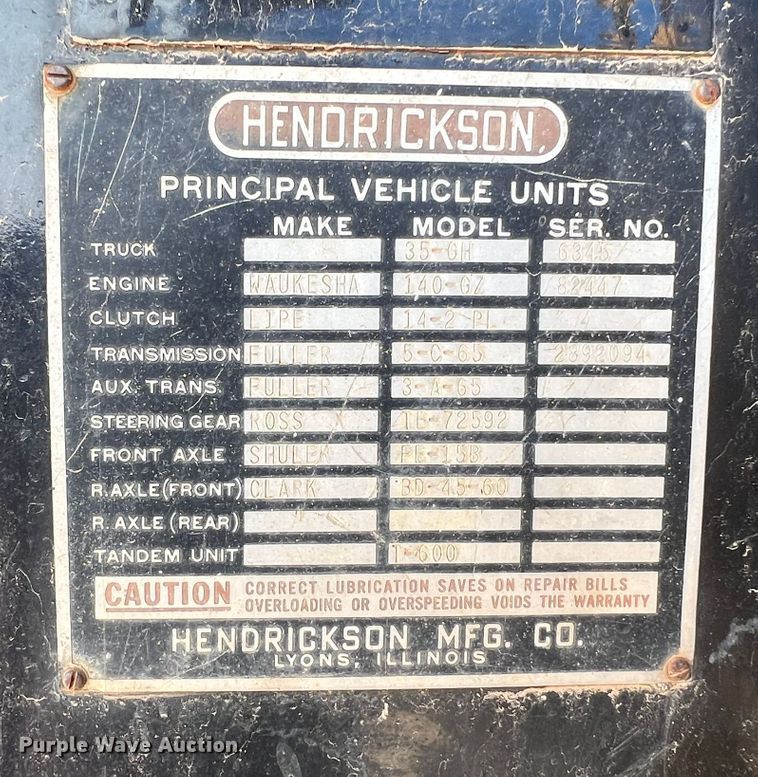 HENDRICKSON
PRINCIPAL VEHICLE UNITS
MAKE MODEL SER. NO.
TRUCK 35-GH 6345
ENGINE WAUKESHA 140-GZ 82447
CLUTCH LIPE 14-2 PL
TRANSMISSION FULLER 5-C-65 2892094
AUX. TRANS. FULLER 3-A-65
STEERING GEAR ROSS TE-72592
FRONT AXLE SHULER
R.AXLE(FRONT) CLARK BD-45-60
R.AXLE (REAR) "
TANDEM UNIT T-600
CAUTION CORRECT LUBRICATION SAVES ON REPAIR BILLS
OVERLOADING OR OVERSPEEDING VOIDS THE WARRANTY
HENDRICKSON MFG. CO.
LYONS, ILLINOIS
Purple Wave Auction